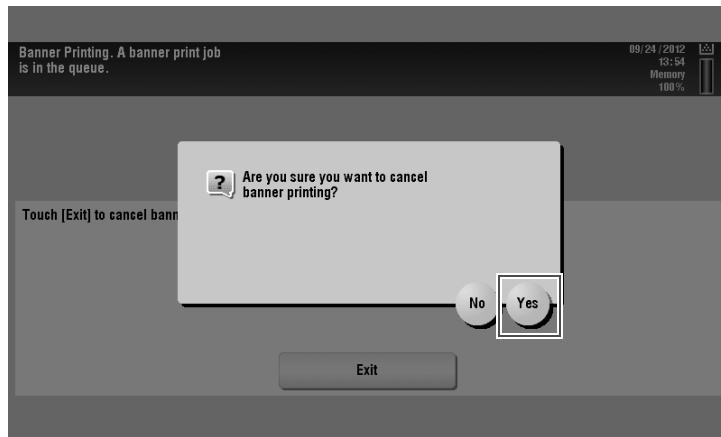 Banner Printing. A banner print job
is in the queue.
09/24/2012
13:54
Memory
100%
?
Are you sure you want to cancel
banner printing?
Touch [Exit] to cancel bann
No
Yes
Exit